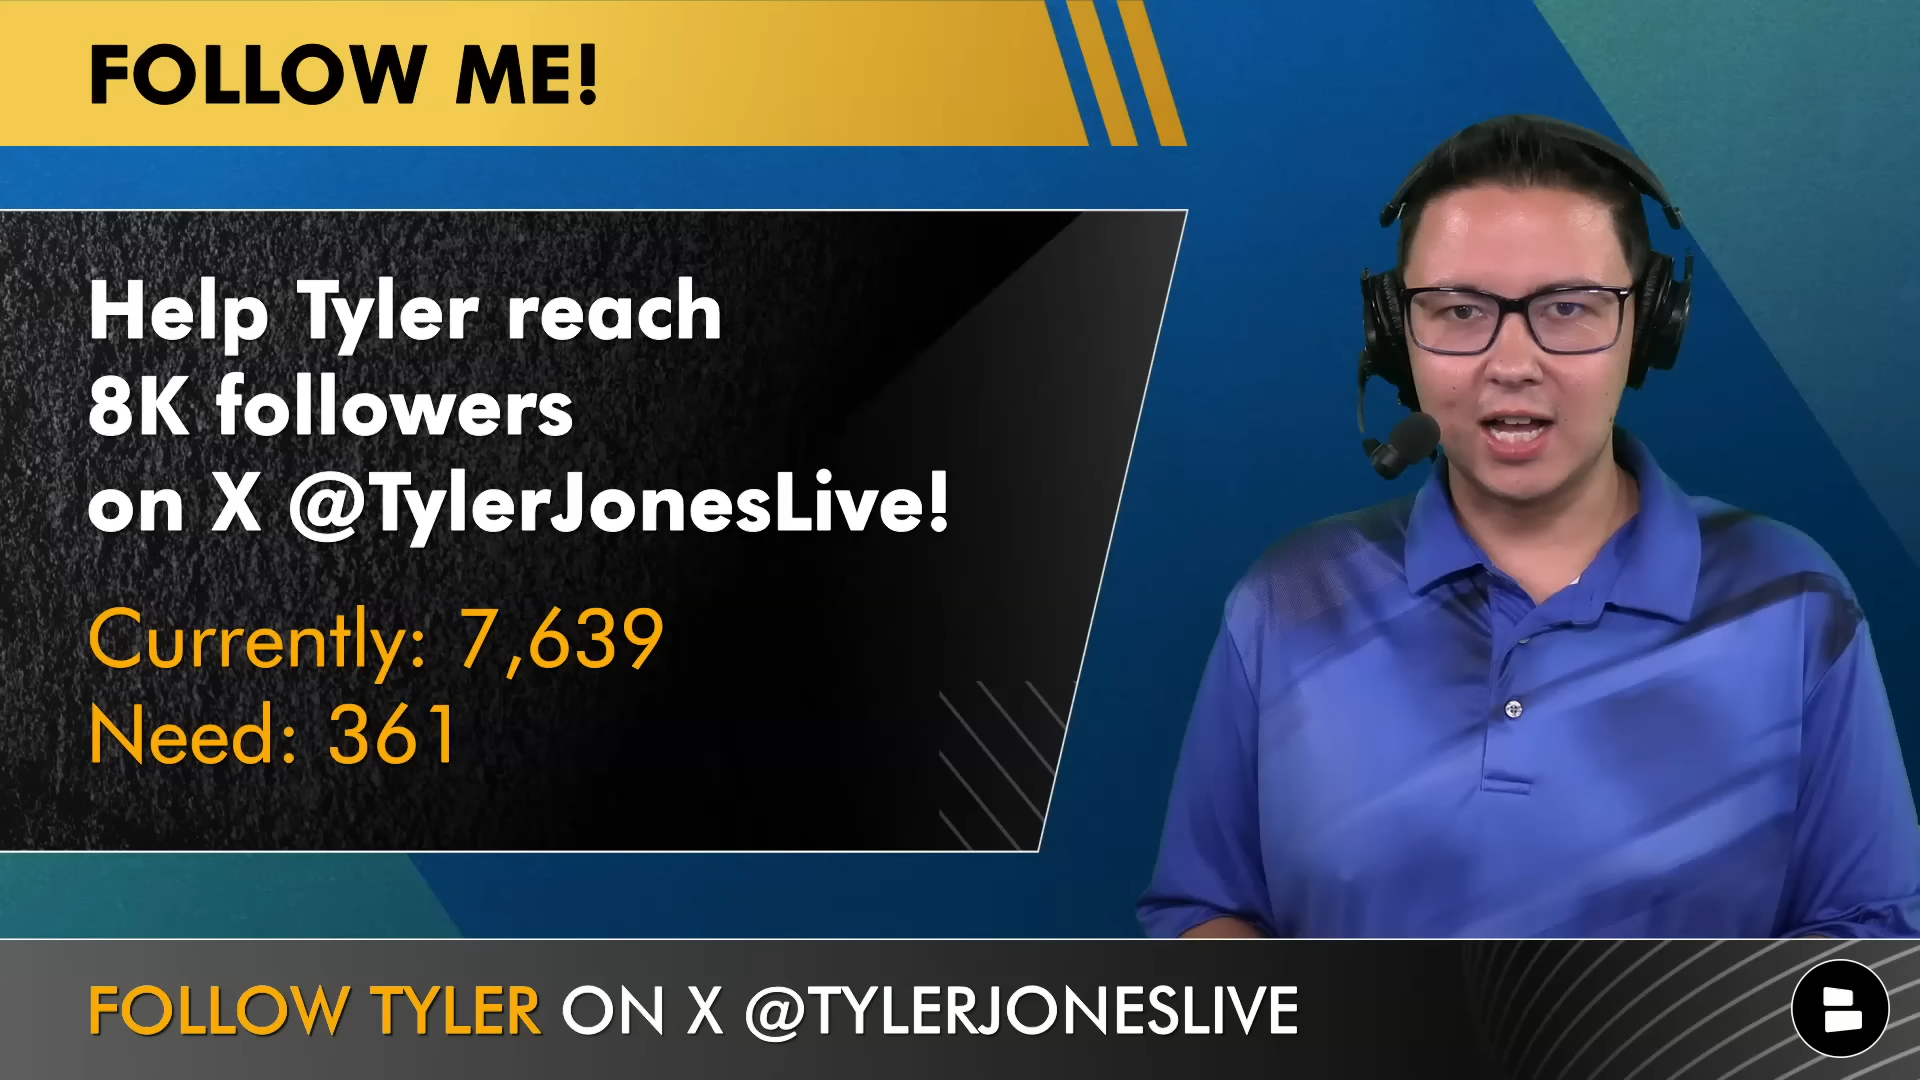 FOLLOW ME!
Help Tyler reach
8K followers
on X @TylerJonesLive!
Currently: 7,639
Need: 361
FOLLOW TYLER ON X @TYLERJONESLIVE